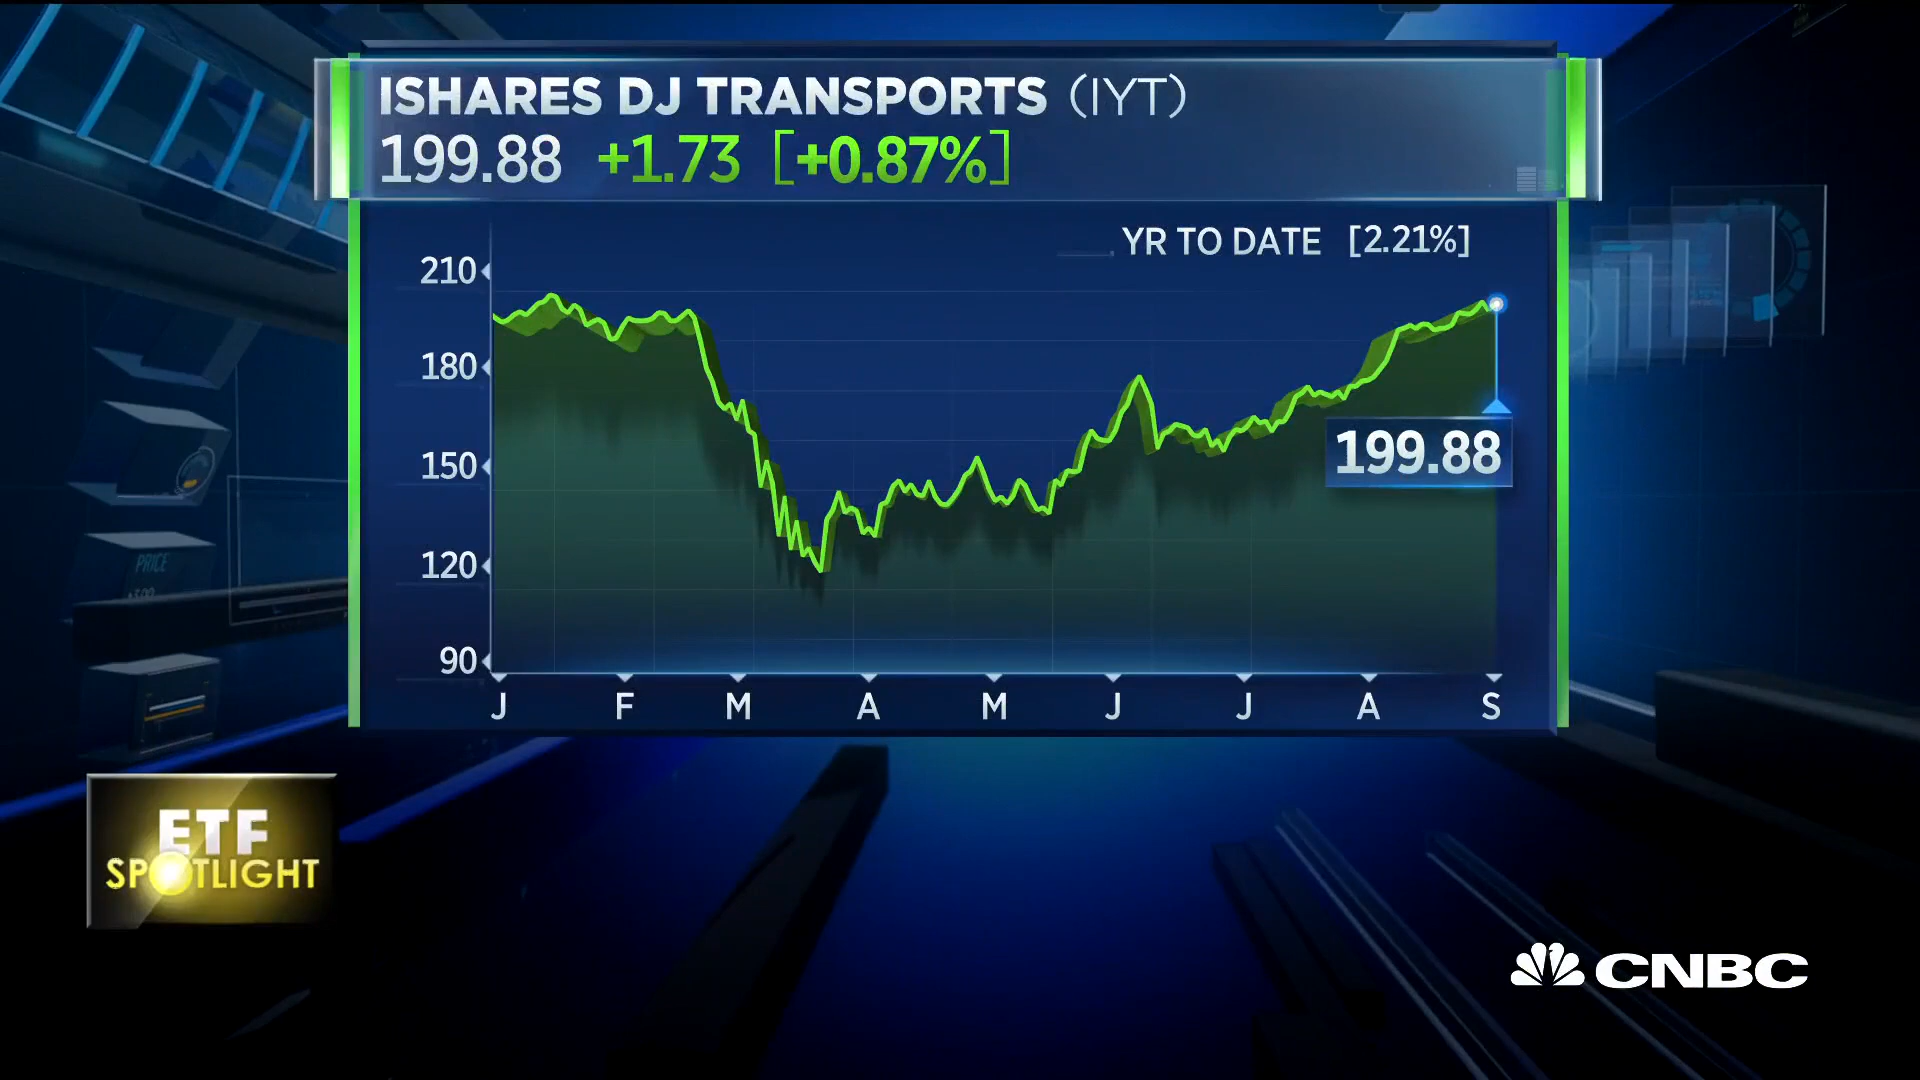 ISHARES DJ TRANSPORTS (IYT)
199.88 +1.73 [+0.87%]
YR TO DATE [2.21%]
210
180
150
120
90
199.88
J F M A M J J A S
PRICE
ETF
SPOTLIGHT
CNBC